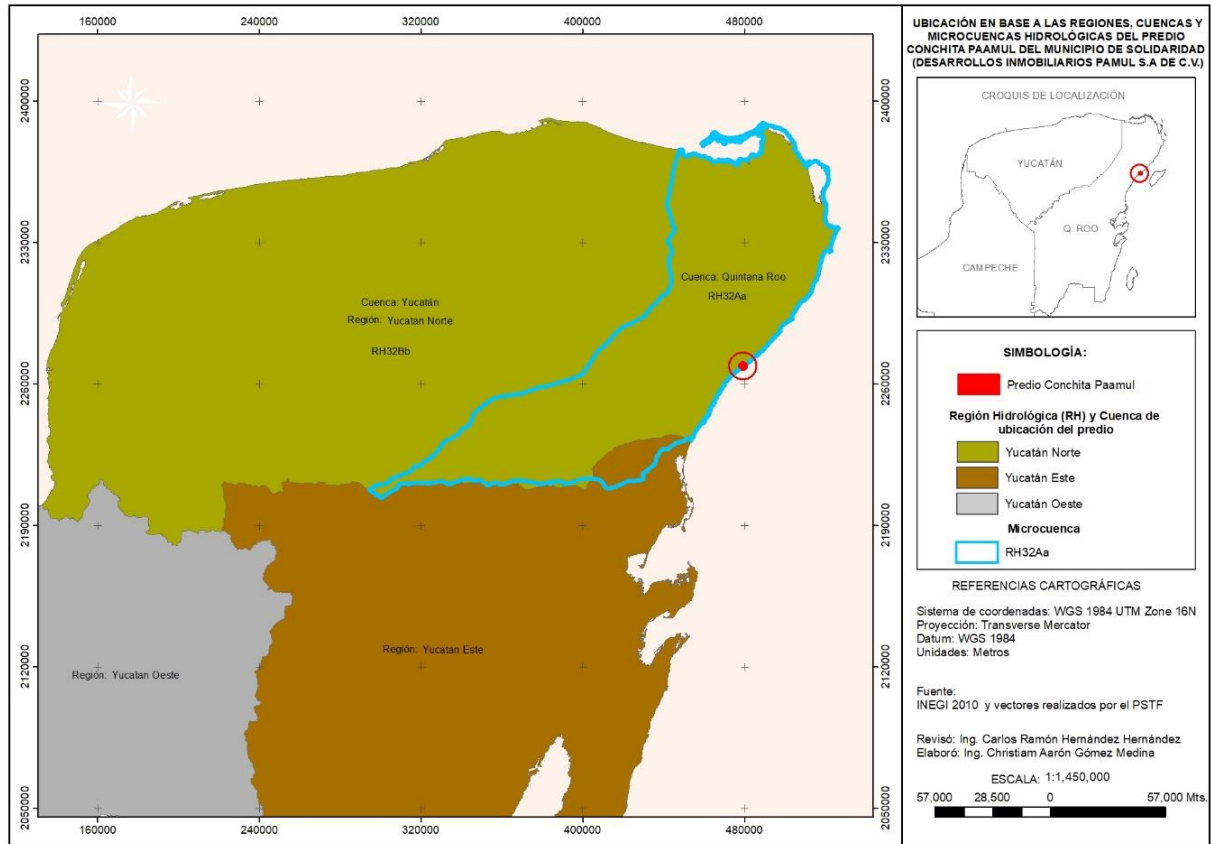 160000
240000
320000
400000
480000
2400000
2330000
2260000
2190000
2120000
2050000
2400000
2330000
2260000
2190000
2120000
2050000
Cuenca: Quintana Roo
RH32Aa
Cuenca: Yucatán
Región: Yucatan Norte
RH32Bb
Región: Yucatan Este
Región: Yucatan Oeste
160000
240000
320000
400000
480000
UBICACIÓN EN BASE A LAS REGIONES, CUENCAS Y
MICROCUENCAS HIDROLÓGICAS DEL PREDIO
CONCHITA PAAMUL DEL MUNICIPIO DE SOLIDARIDAD
(DESARROLLOS INMOBILIARIOS PAMUL S.A DE C.V.)
CROQUIS DE LOCALIZACIÓN
YUCATÁN
Q. ROO
CAMPECHE
SIMBOLOGÍA:
Predio Conchita Paamul
Región Hidrológica (RH) y Cuenca de
ubicación del predio
Yucatán Norte
Yucatán Este
Yucatán Oeste
Microcuenca
RH32Aa
REFERENCIAS CARTOGRÁFICAS
Sistema de coordenadas: WGS 1984 UTM Zone 16N
Proyección: Transverse Mercator
Datum: WGS 1984
Unidades: Metros
Fuente:
INEGI 2010 y vectores realizados por el PSTF
Revisó: Ing. Carlos Ramón Hernández Hernández
Elaboró: Ing. Christiam Aarón Gómez Medina
ESCALA: 1:1,450,000
57,000 28,500 0 57,000 Mts.